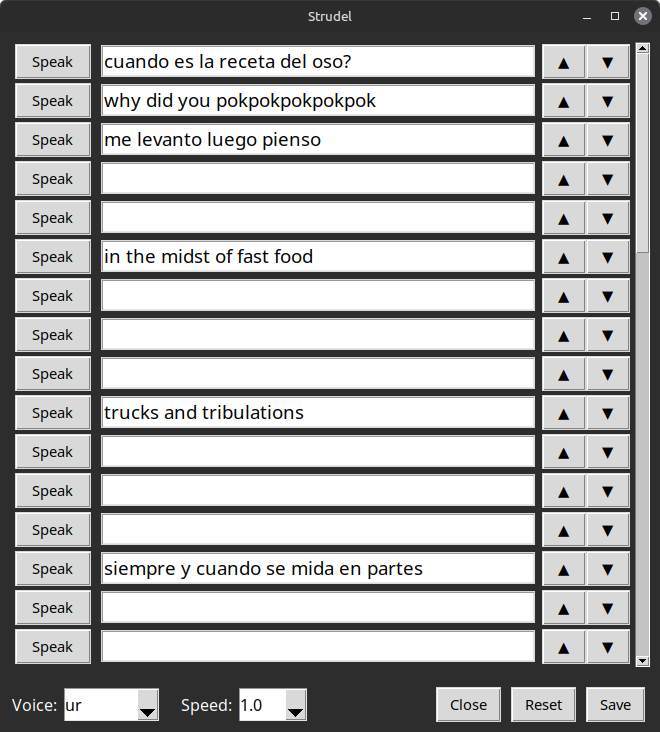 Strudel
Speak cuando es la receta del oso? ▲ ▼
Speak why did you pokpokpokpokpok ▲ ▼
Speak me levanto luego pienso ▲ ▼
Speak ▲ ▼
Speak ▲ ▼
Speak in the midst of fast food ▲ ▼
Speak ▲ ▼
Speak ▲ ▼
Speak ▲ ▼
Speak trucks and tribulations ▲ ▼
Speak ▲ ▼
Speak ▲ ▼
Speak ▲ ▼
Speak siempre y cuando se mida en partes ▲ ▼
Speak ▲ ▼
Speak ▲ ▼
Voice: ur Speed: 1.0 Close Reset Save